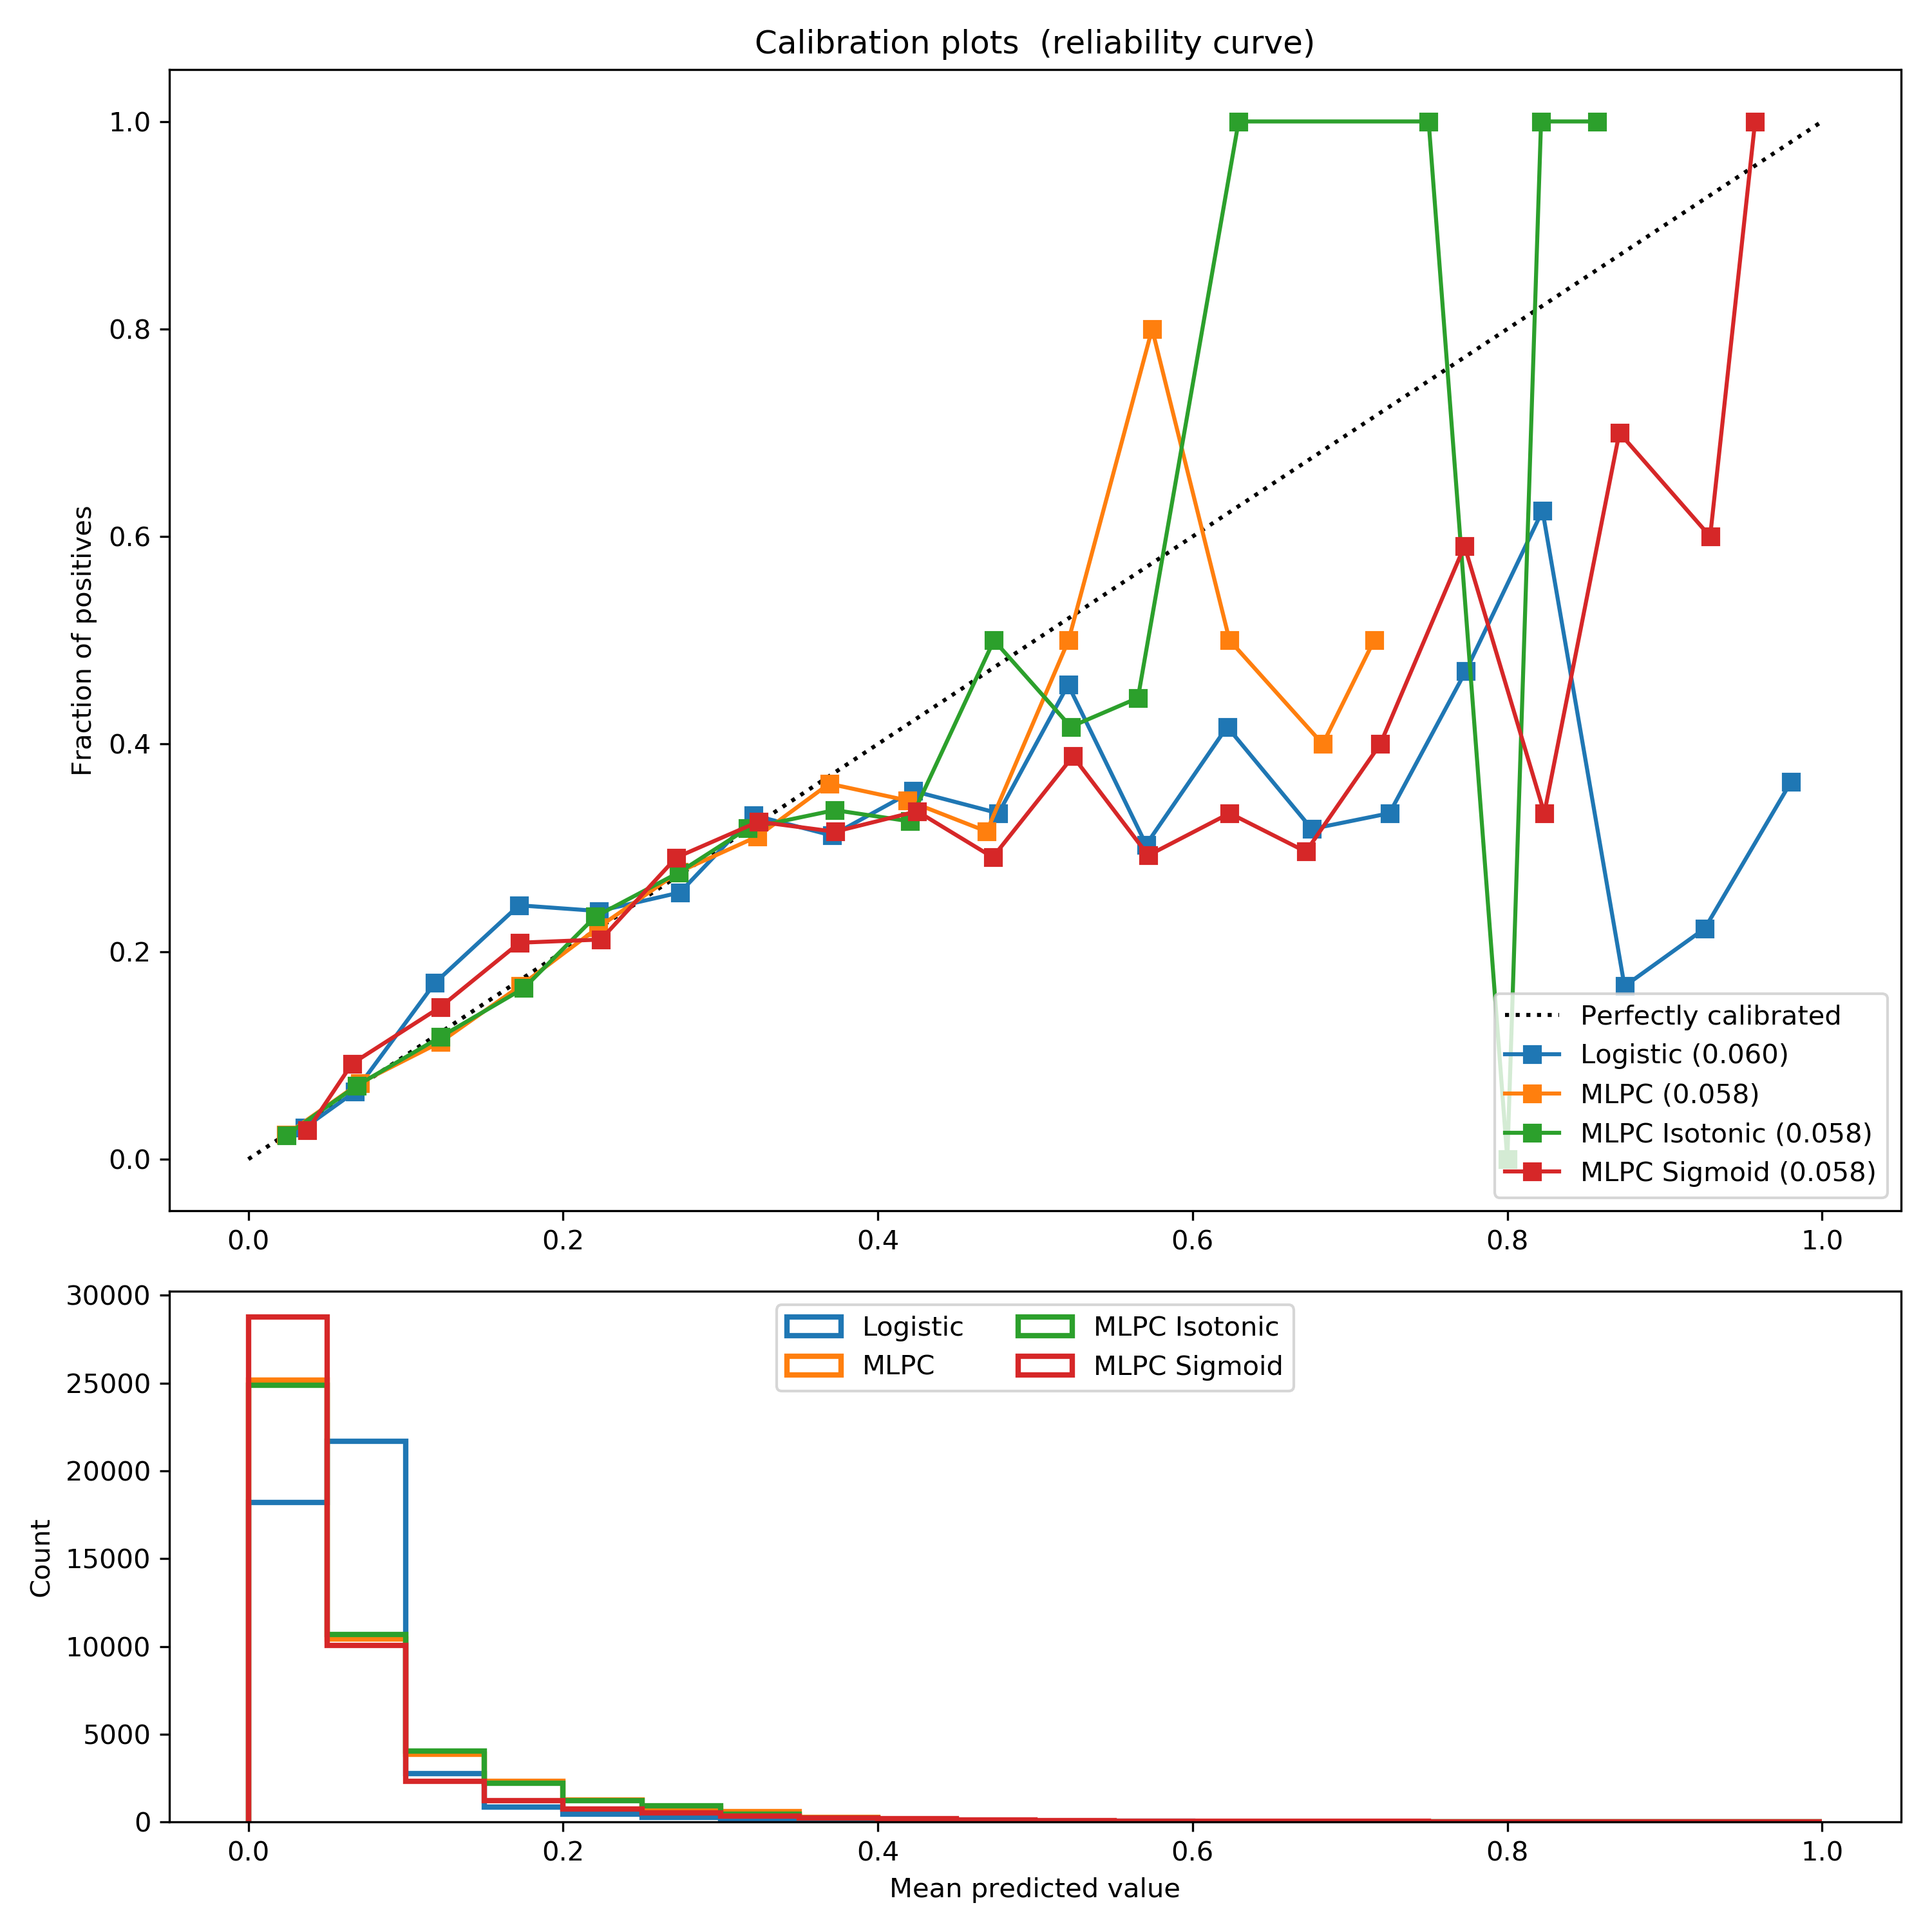 Calibration plots  (reliability curve)
1.0
0.8
0.6
0.4
0.2
0.0
Fraction of positives
Perfectly calibrated
Logistic (0.060)
MLPC (0.058)
MLPC Isotonic (0.058)
MLPC Sigmoid (0.058)
0.0 0.2 0.4 0.6 0.8 1.0
30000
25000
20000
15000
10000
5000
0
Count
Logistic MLPC Isotonic
MLPC MLPC Sigmoid
0.0 0.2 0.4 0.6 0.8 1.0
Mean predicted value